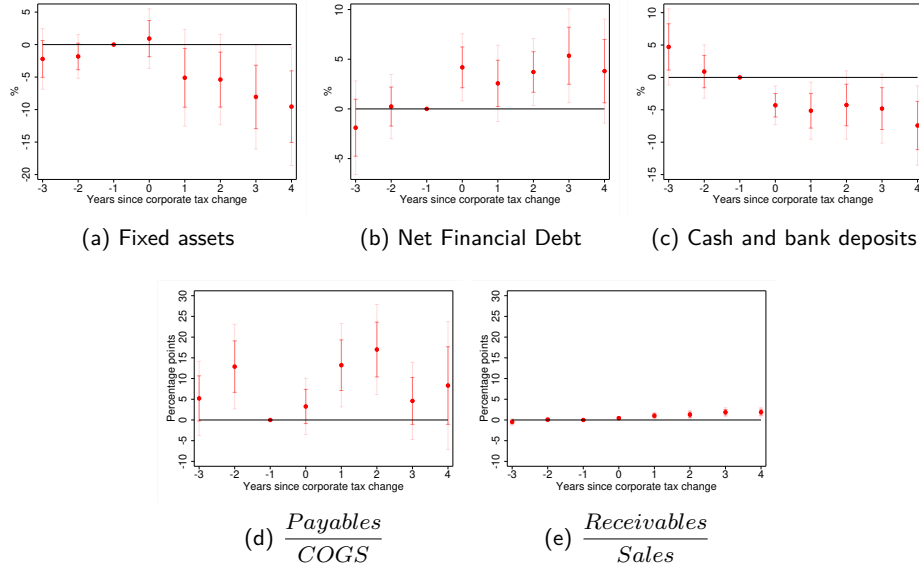 5
0
-5
-10
-15
-20
%
-3 -2 -1 0 1 2 3 4
Years since corporate tax change
(a) Fixed assets
10
5
0
-5
%
-3 -2 -1 0 1 2 3 4
Years since corporate tax change
(b) Net Financial Debt
10
5
0
-5
-10
-15
%
-3 -2 -1 0 1 2 3 4
Years since corporate tax change
(c) Cash and bank deposits
30
25
20
15
10
5
0
-5
-10
Percentage points
-3 -2 -1 0 1 2 3 4
Years since corporate tax change
(d) Payables
COGS
30
25
20
15
10
5
0
-5
-10
Percentage points
-3 -2 -1 0 1 2 3 4
Years since corporate tax change
(e) Receivables
Sales